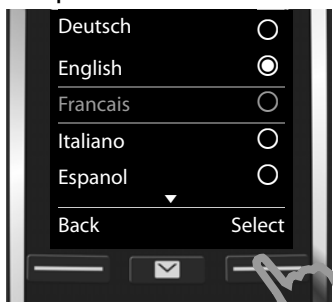 Deutsch
English
Francais
Italiano
Espanol
Back Select